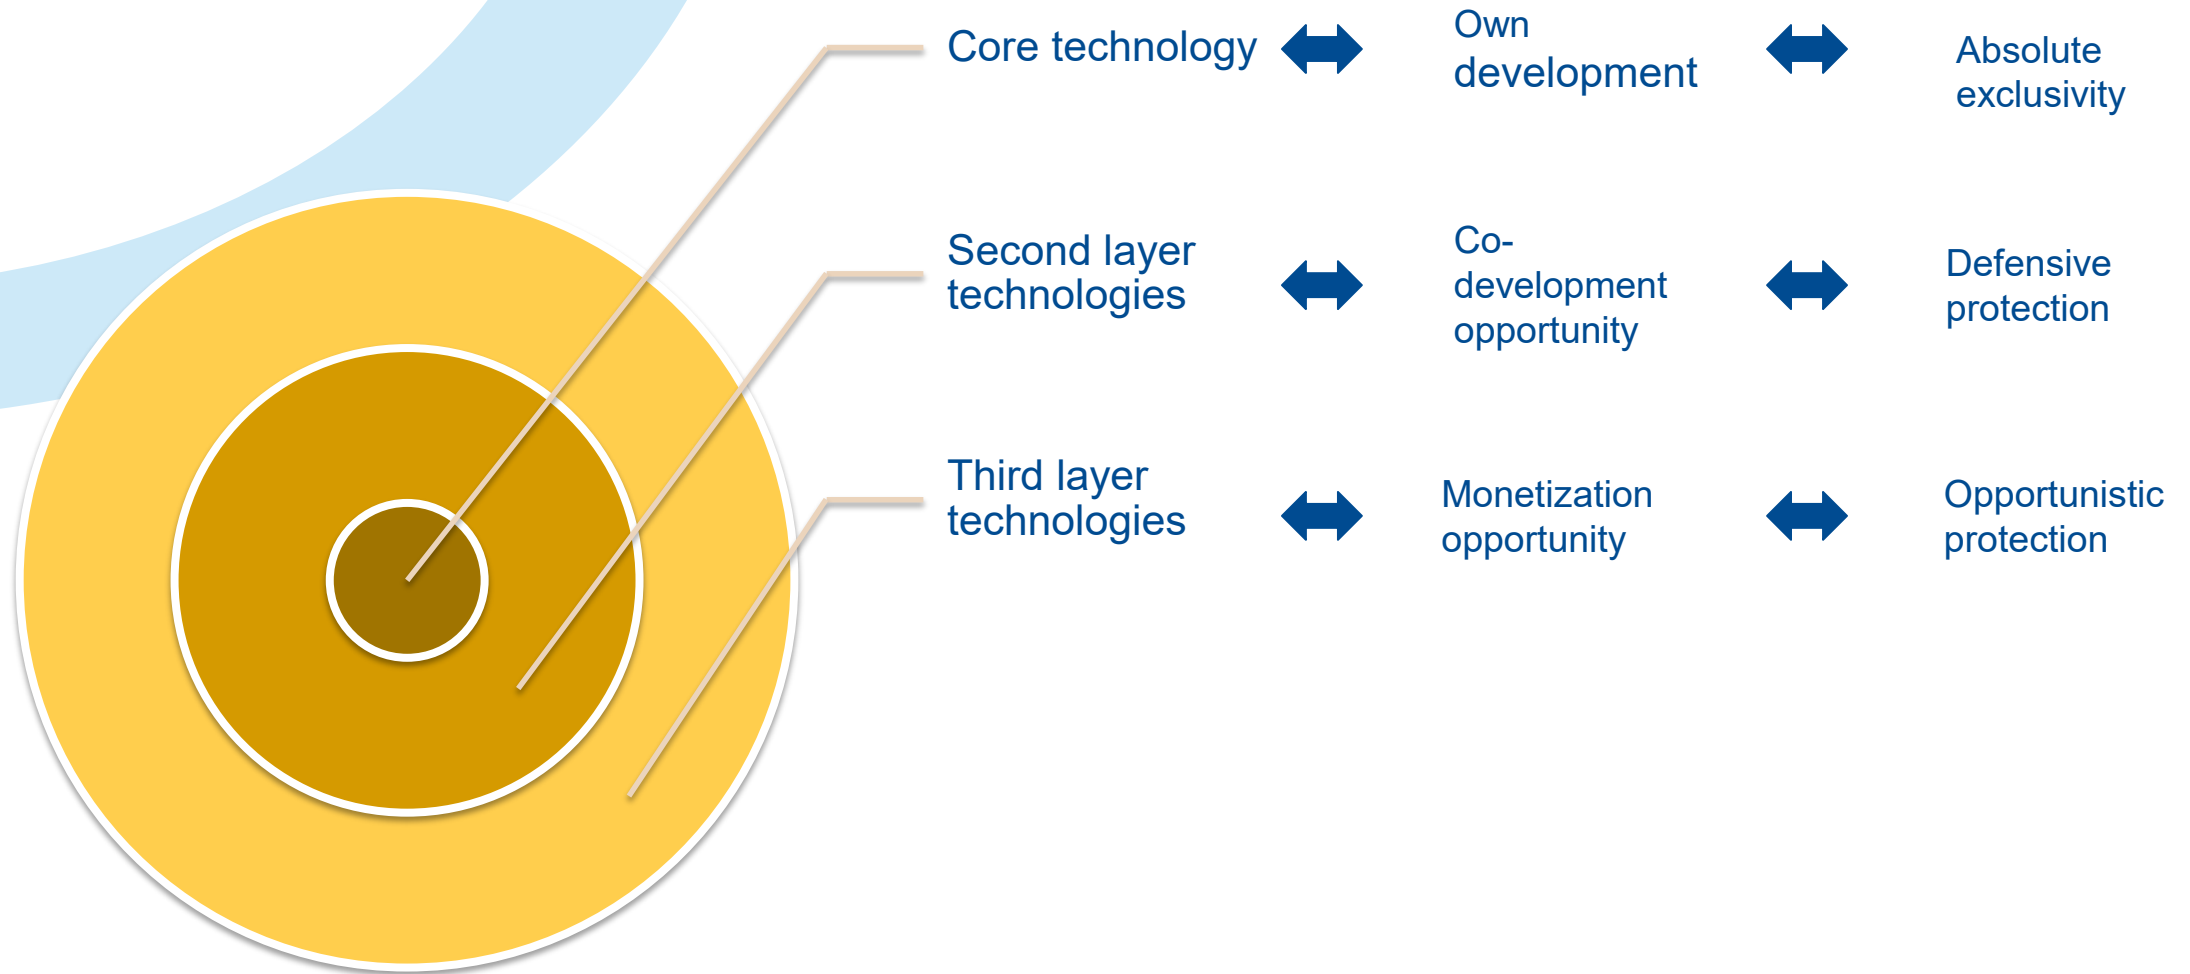 Core technology
Own
development
Absolute
exclusivity
Second layer
technologies
Co-
development
opportunity
Defensive
protection
Third layer
technologies
Monetization
opportunity
Opportunistic
protection